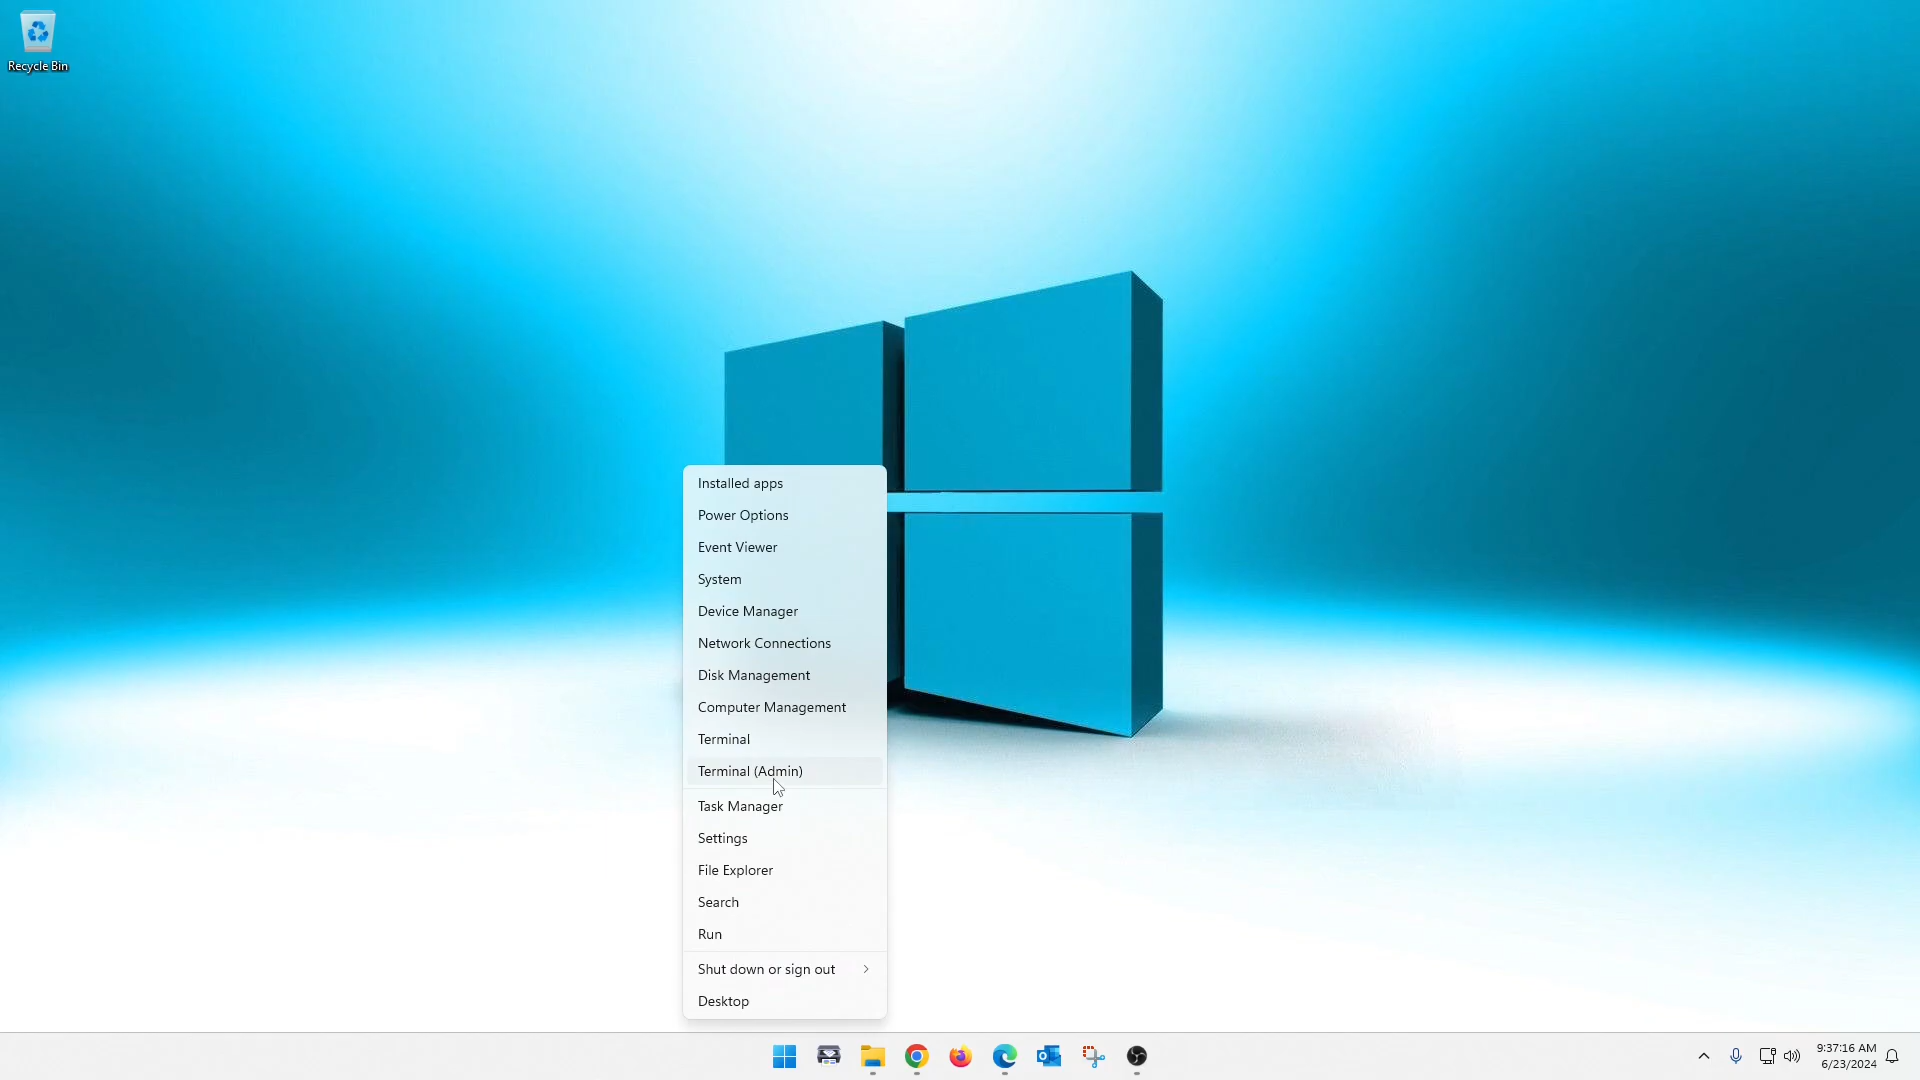 Recycle Bin
Installed apps
Power Options
Event Viewer
System
Device Manager
Network Connections
Disk Management
Computer Management
Terminal
Terminal (Admin)
Task Manager
Settings
File Explorer
Search
Run
Shut down or sign out
Desktop
9:37:16 AM
6/23/2024